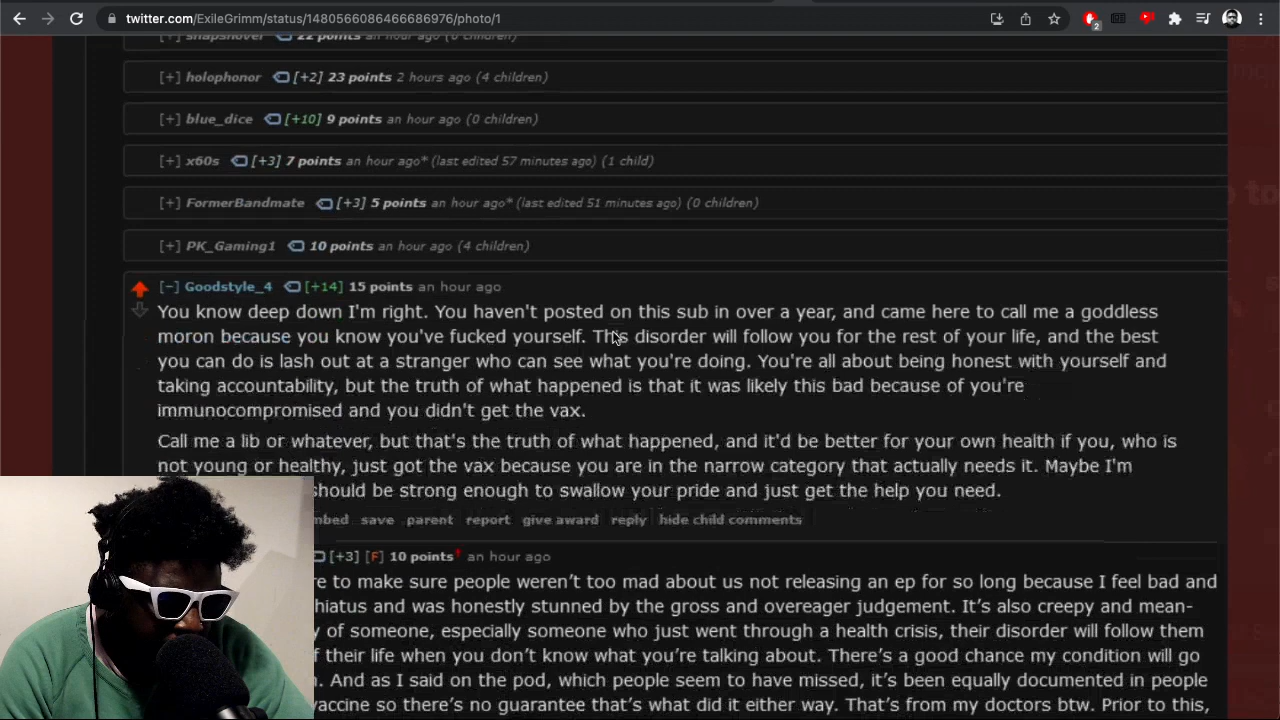 twitter.com/ExileGrimm/status/1480566086466686976/photo/1
2
[+] snapshover 22 points an hour ago (0 children)
[+] holophonor [+2] 23 points 2 hours ago (4 children)
[+] blue_dice [+10] 9 points an hour ago (0 children)
[+] x60s [+3] 7 points an hour ago* (last edited 57 minutes ago) (1 child)
[+] FormerBandmate [+3] 5 points an hour ago* (last edited 51 minutes ago) (0 children)
[+] PK_Gaming1 10 points an hour ago (4 children)
[−] Goodstyle_4 [+14] 15 points an hour ago
You know deep down I'm right. You haven't posted on this sub in over a year, and came here to call me a goddless
moron because you know you've fucked yourself. This disorder will follow you for the rest of your life, and the best
you can do is lash out at a stranger who can see what you're doing. You're all about being honest with yourself and
taking accountability, but the truth of what happened is that it was likely this bad because of you're
immunocompromised and you didn't get the vax.
Call me a lib or whatever, but that's the truth of what happened, and it'd be better for your own health if you, who is
not young or healthy, just got the vax because you are in the narrow category that actually needs it. Maybe I'm
should be strong enough to swallow your pride and just get the help you need.
mbed save parent report give award reply hide child comments
[+3] [F] 10 points! an hour ago
re to make sure people weren't too mad about us not releasing an ep for so long because I feel bad and
hiatus and was honestly stunned by the gross and overeager judgement. It's also creepy and mean-
y of someone, especially someone who just went through a health crisis, their disorder will follow them
f their life when you don't know what you're talking about. There's a good chance my condition will go
. And as I said on the pod, which people seem to have missed, it's been equally documented in people
vaccine so there's no guarantee that's what did it either way. That's from my doctors btw. Prior to this,